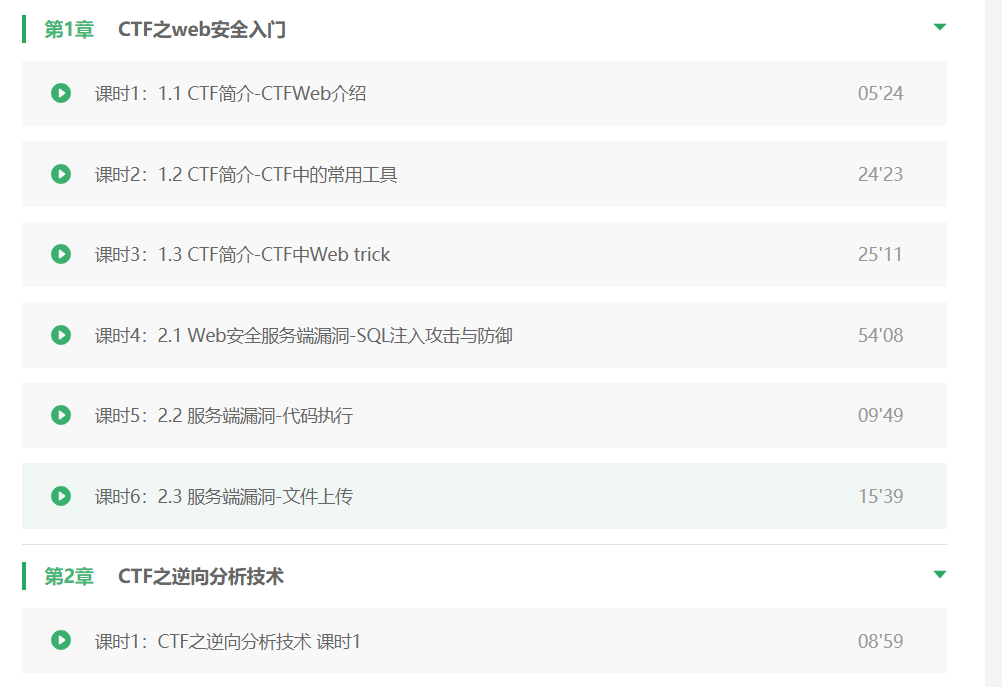 第1章 CTF之web安全入门
课时1：1.1 CTF简介-CTFWeb介绍 05'24
课时2：1.2 CTF简介-CTF中的常用工具 24'23
课时3：1.3 CTF简介-CTF中Web trick 25'11
课时4：2.1 Web安全服务端漏洞-SQL注入攻击与防御 54'08
课时5：2.2 服务端漏洞-代码执行 09'49
课时6：2.3 服务端漏洞-文件上传 15'39
第2章 CTF之逆向分析技术
课时1：CTF之逆向分析技术 课时1 08'59